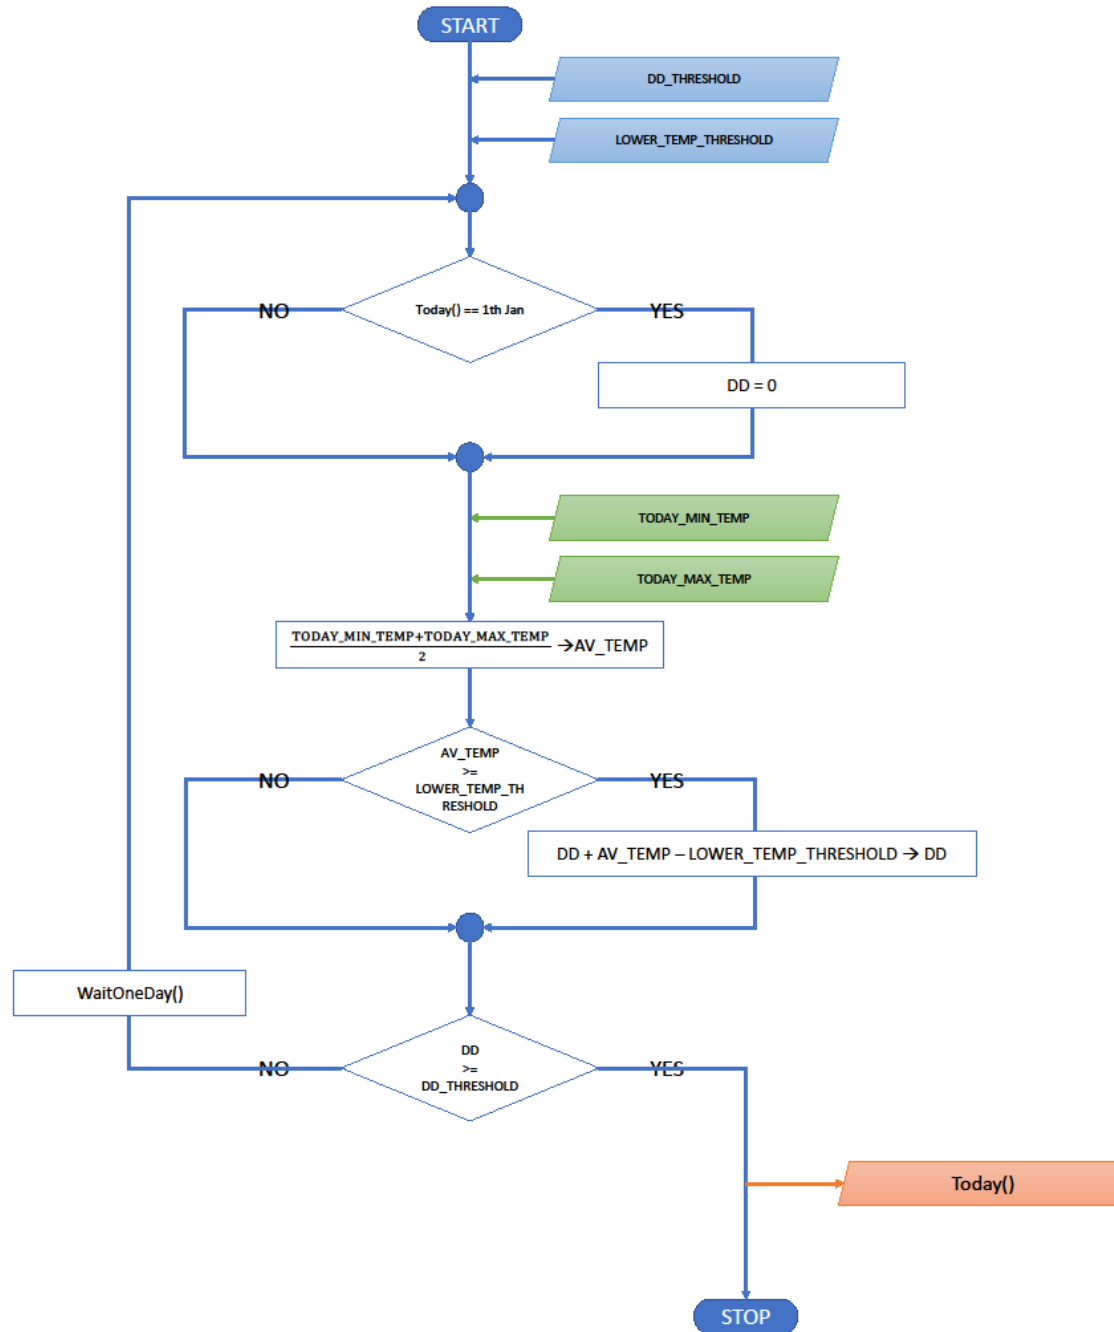 START
DD_THRESHOLD
LOWER_TEMP_THRESHOLD
Today() == 1th Jan
NO
YES
DD = 0
TODAY_MIN_TEMP
TODAY_MAX_TEMP
TODAY_MIN_TEMP+TODAY_MAX_TEMP
2
→AV_TEMP
AV_TEMP
>=
LOWER_TEMP_TH
RESHOLD
NO
YES
DD + AV_TEMP – LOWER_TEMP_THRESHOLD → DD
WaitOneDay()
DD
>=
DD_THRESHOLD
NO
YES
Today()
STOP